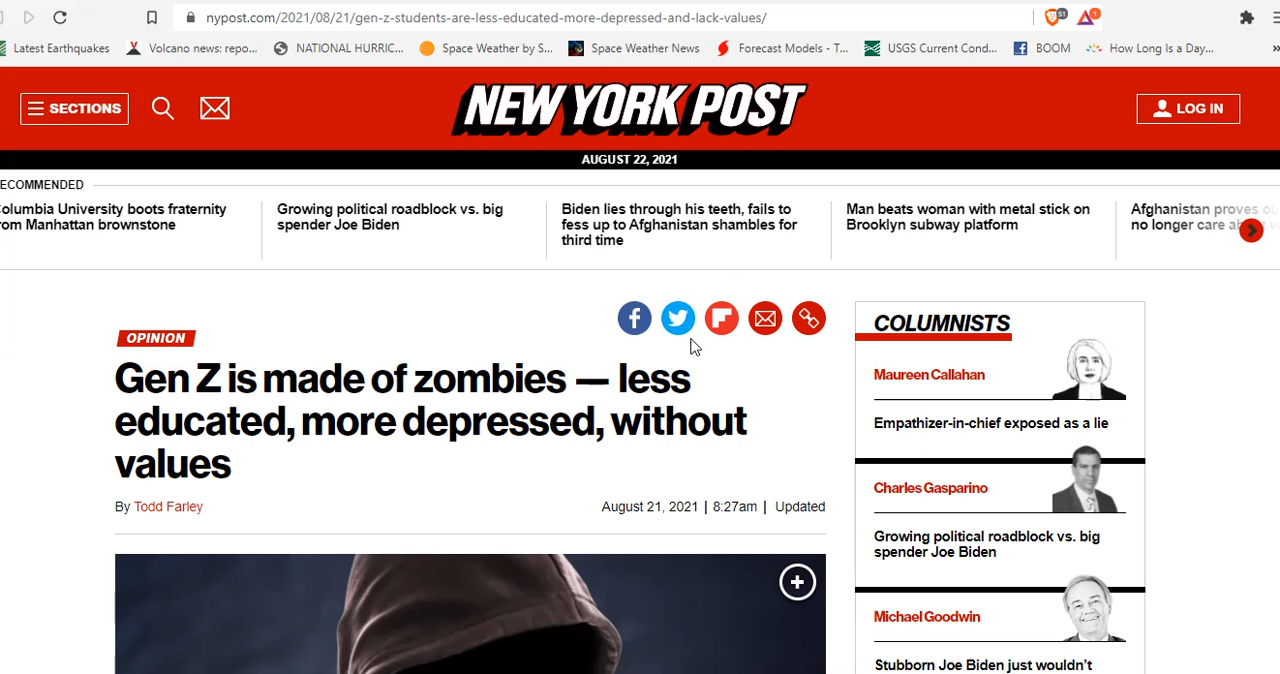 nypost.com/2021/08/21/gen-z-students-are-less-educated-more-depressed-and-lack-values/
51
1
Latest Earthquakes
Volcano news: repo...
NATIONAL HURRIC...
Space Weather by S...
Space Weather News
Forecast Models - T...
USGS Current Cond...
BOOM
How Long Is a Day...
»
SECTIONS
NEW YORK POST
LOG IN
AUGUST 22, 2021
ECOMMENDED
olumbia University boots fraternity
rom Manhattan brownstone
Growing political roadblock vs. big
spender Joe Biden
Biden lies through his teeth, fails to
fess up to Afghanistan shambles for
third time
Man beats woman with metal stick on
Brooklyn subway platform
Afghanistan proves
no longer care
OPINION
Gen Z is made of zombies — less
educated, more depressed, without
values
By Todd Farley
August 21, 2021 | 8:27am | Updated
COLUMNISTS
Maureen Callahan
Empathizer-in-chief exposed as a lie
Charles Gasparino
Growing political roadblock vs. big
spender Joe Biden
Michael Goodwin
Stubborn Joe Biden just wouldn't